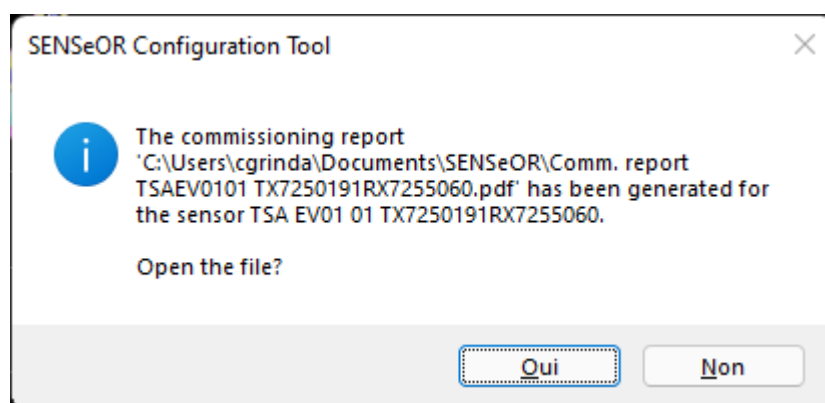 SENSeOR Configuration Tool
The commissioning report
'C:\Users\cgrinda\Documents\SENSeOR\Comm. report
TSAEV0101 TX7250191RX7255060.pdf' has been generated for
the sensor TSA EV01 01 TX7250191RX7255060.
Open the file?
Oui
Non